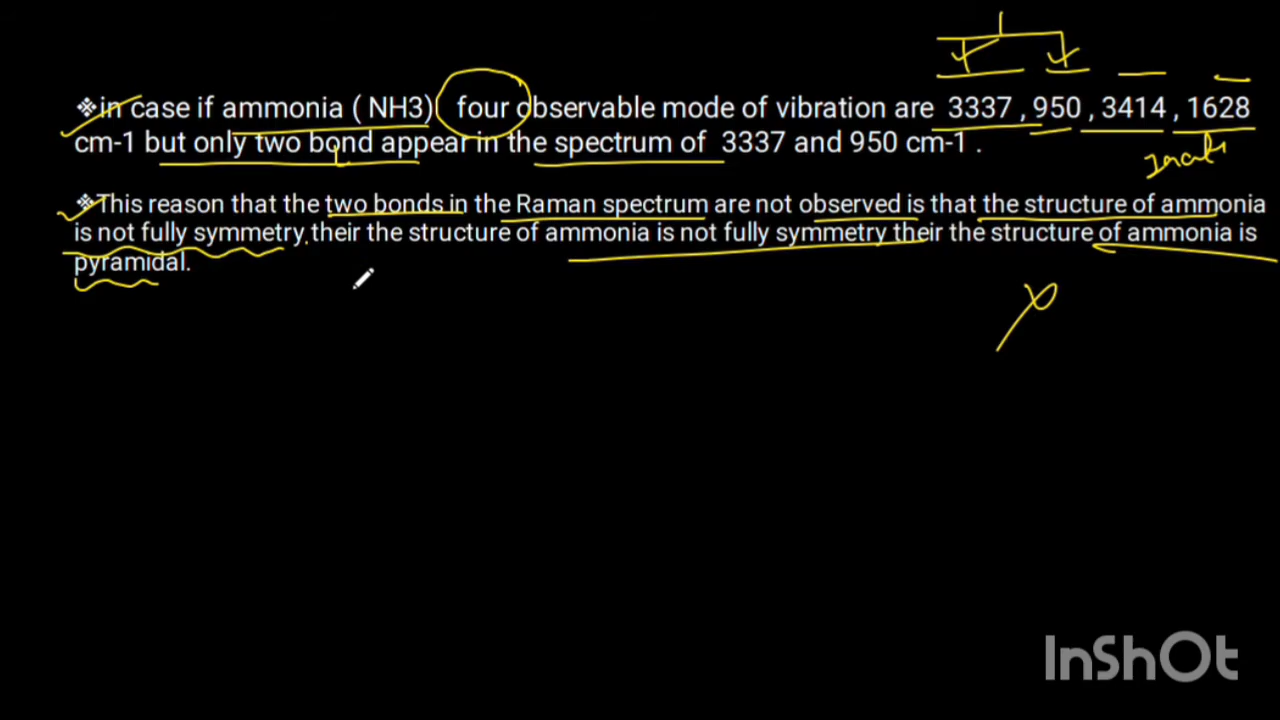 ❖in case if ammonia ( NH3) four observable mode of vibration are 3337 , 950 , 3414 , 1628
cm-1 but only two bond appear in the spectrum of 3337 and 950 cm-1 .
❖This reason that the two bonds in the Raman spectrum are not observed is that the structure of ammonia
is not fully symmetry,their the structure of ammonia is not fully symmetry their the structure of ammonia is
pyramidal.
InShOt